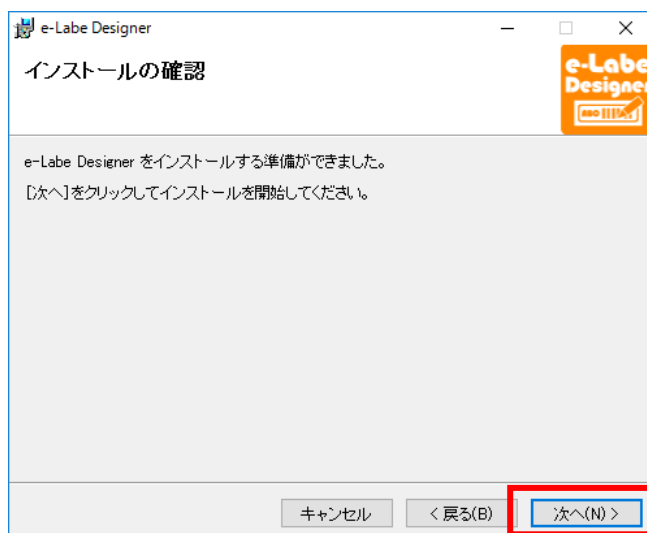 e-Labe Designer
インストールの確認
e-Labe
Designer
e-Labe Designer をインストールする準備ができました。
[次へ]をクリックしてインストールを開始してください。
キャンセル
< 戻る(B)
次へ(N) >